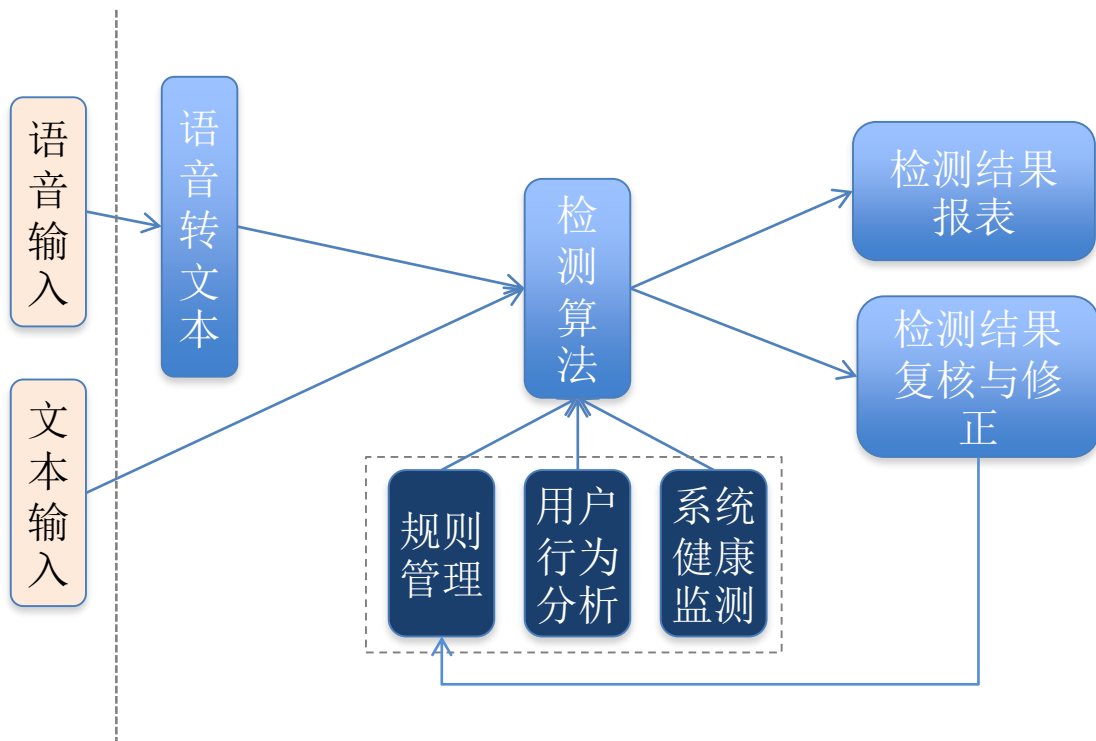 语音输入
文本输入
语音转文本
检测算法
规则
管理
用户
行为
分析
系统
健康
监测
检测结果
报表
检测结果
复核与修
正